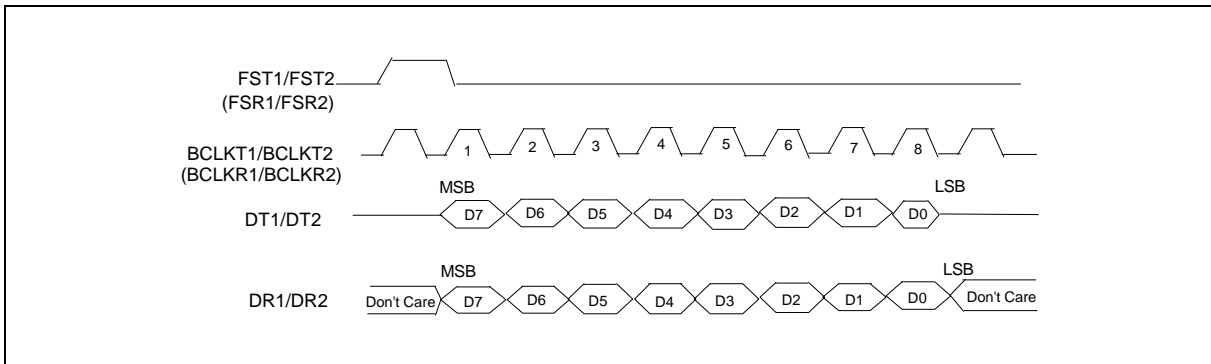 FST1/FST2
(FSR1/FSR2)
BCLKT1/BCLKT2
(BCLKR1/BCLKR2)
1 2 3 4 5 6 7 8
MSB LSB
DT1/DT2 D7 D6 D5 D4 D3 D2 D1 D0
MSB LSB
DR1/DR2 Don't Care D7 D6 D5 D4 D3 D2 D1 D0 Don't Care